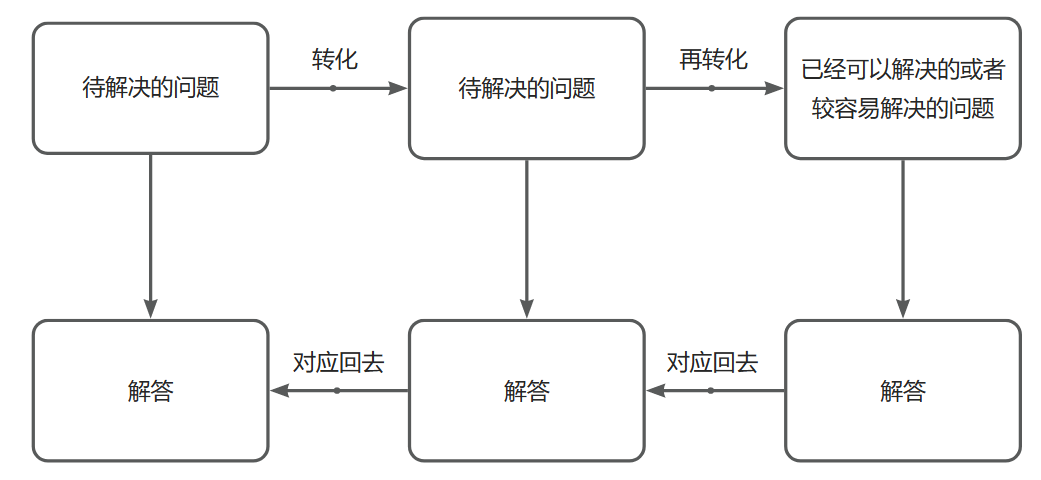 待解决的问题
转化
待解决的问题
再转化
已经可以解决的或者
较容易解决的问题
解答
对应回去
解答
对应回去
解答